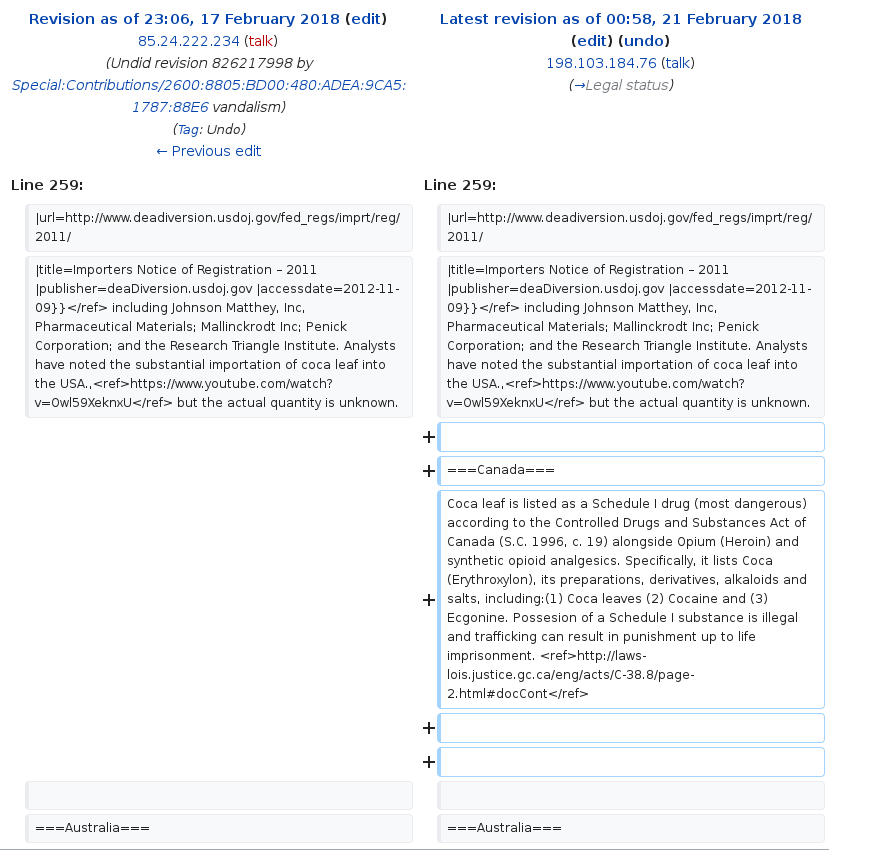 Revision as of 23:06, 17 February 2018 (edit)
85.24.222.234 (talk)
(Undid revision 826217998 by
Special:Contributions/2600:8805:BD00:480:ADEA:9CA5:
1787:88E6 vandalism)
(Tag: Undo)
← Previous edit
Latest revision as of 00:58, 21 February 2018
(edit) (undo)
198.103.184.76 (talk)
(→Legal status)
Line 259:
Line 259:
|url=http://www.deadiversion.usdoj.gov/fed_regs/imprt/reg/
2011/
|url=http://www.deadiversion.usdoj.gov/fed_regs/imprt/reg/
2011/
|title=Importers Notice of Registration – 2011
|publisher=deaDiversion.usdoj.gov |accessdate=2012-11-
09}}</ref> including Johnson Matthey, Inc,
Pharmaceutical Materials; Mallinckrodt Inc; Penick
Corporation; and the Research Triangle Institute. Analysts
have noted the substantial importation of coca leaf into
the USA.,<ref>https://www.youtube.com/watch?
v=0wl59XeknxU</ref> but the actual quantity is unknown.
|title=Importers Notice of Registration – 2011
|publisher=deaDiversion.usdoj.gov |accessdate=2012-11-
09}}</ref> including Johnson Matthey, Inc,
Pharmaceutical Materials; Mallinckrodt Inc; Penick
Corporation; and the Research Triangle Institute. Analysts
have noted the substantial importation of coca leaf into
the USA.,<ref>https://www.youtube.com/watch?
v=0wl59XeknxU</ref> but the actual quantity is unknown.
+
+ ===Canada===
Coca leaf is listed as a Schedule I drug (most dangerous)
according to the Controlled Drugs and Substances Act of
Canada (S.C. 1996, c. 19) alongside Opium (Heroin) and
synthetic opioid analgesics. Specifically, it lists Coca
(Erythroxylon), its preparations, derivatives, alkaloids and
+ salts, including:(1) Coca leaves (2) Cocaine and (3)
Ecgonine. Possesion of a Schedule I substance is illegal
and trafficking can result in punishment up to life
imprisonment. <ref>http://laws-
lois.justice.gc.ca/eng/acts/C-38.8/page-
2.html#docCont</ref>
+
+
===Australia===
===Australia===